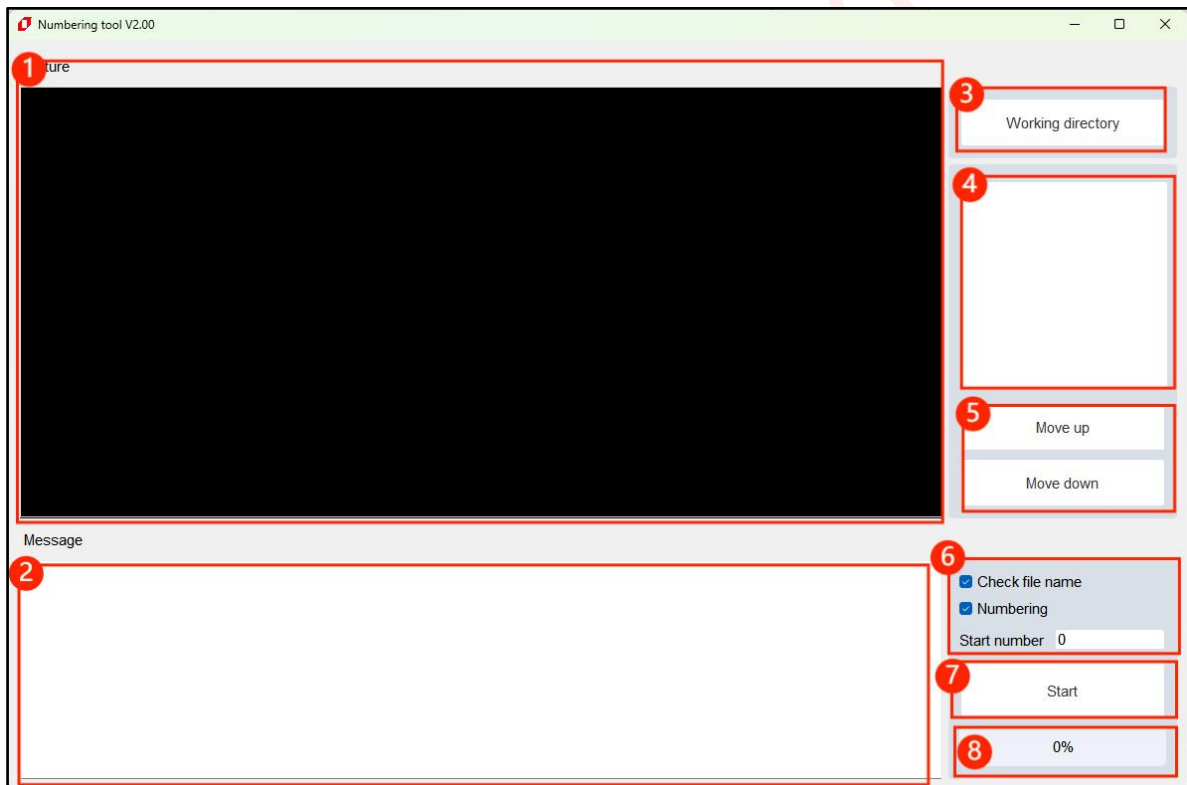 Numbering tool V2.00
1
ture
3
Working directory
4
5
Move up
Move down
Message
2
6
Check file name
Numbering
Start number 0
7
Start
8
0%